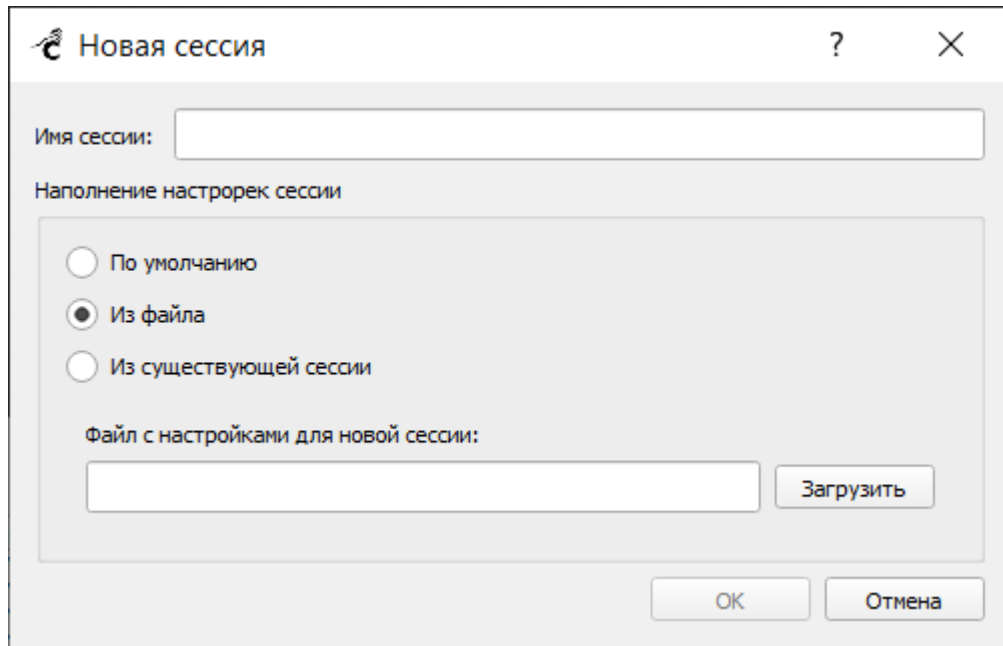 Новая сессия
Имя сессии:
Наполнение настрорек сессии
По умолчанию
Из файла
Из существующей сессии
Файл с настройками для новой сессии:
Загрузить
OK Отмена